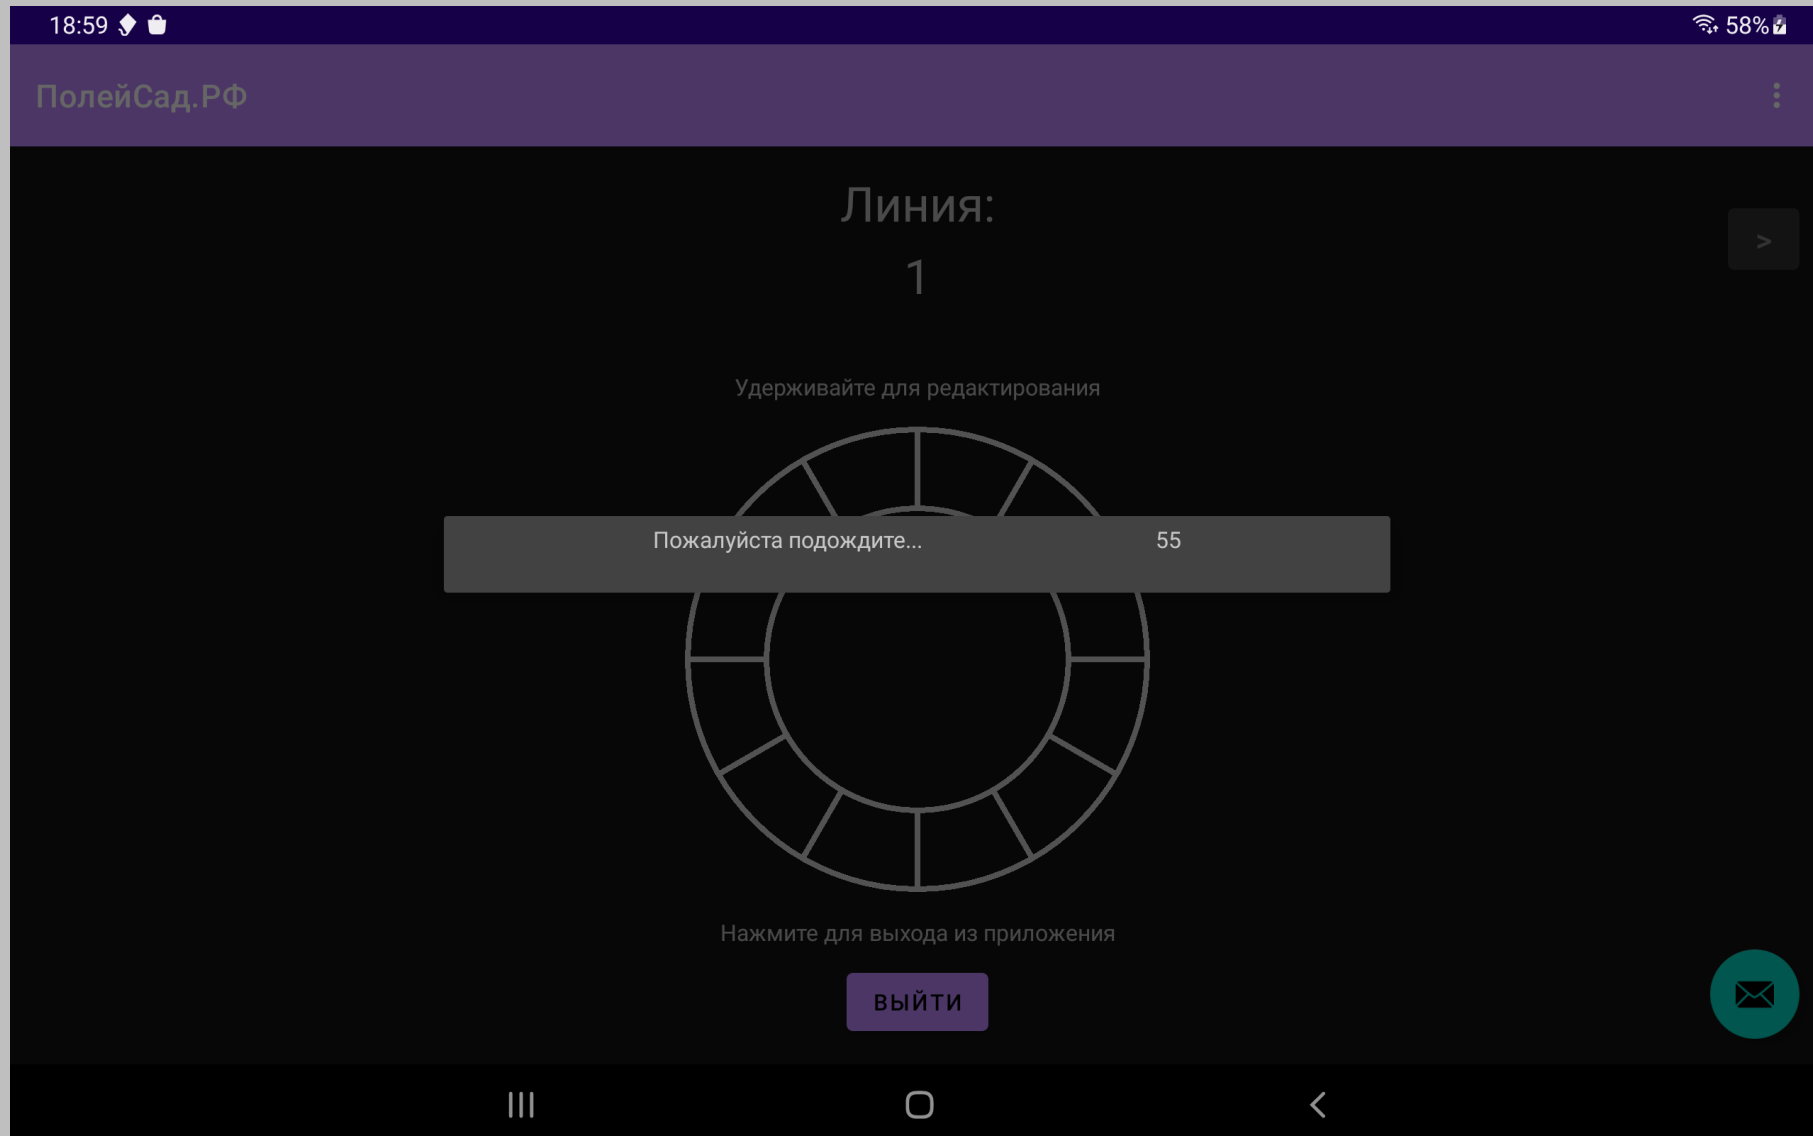 18:59
58%
ПолейСад.РФ
Линия:
1
>
Удерживайте для редактирования
Пожалуйста подождите... 55
Нажмите для выхода из приложения
ВЫЙТИ